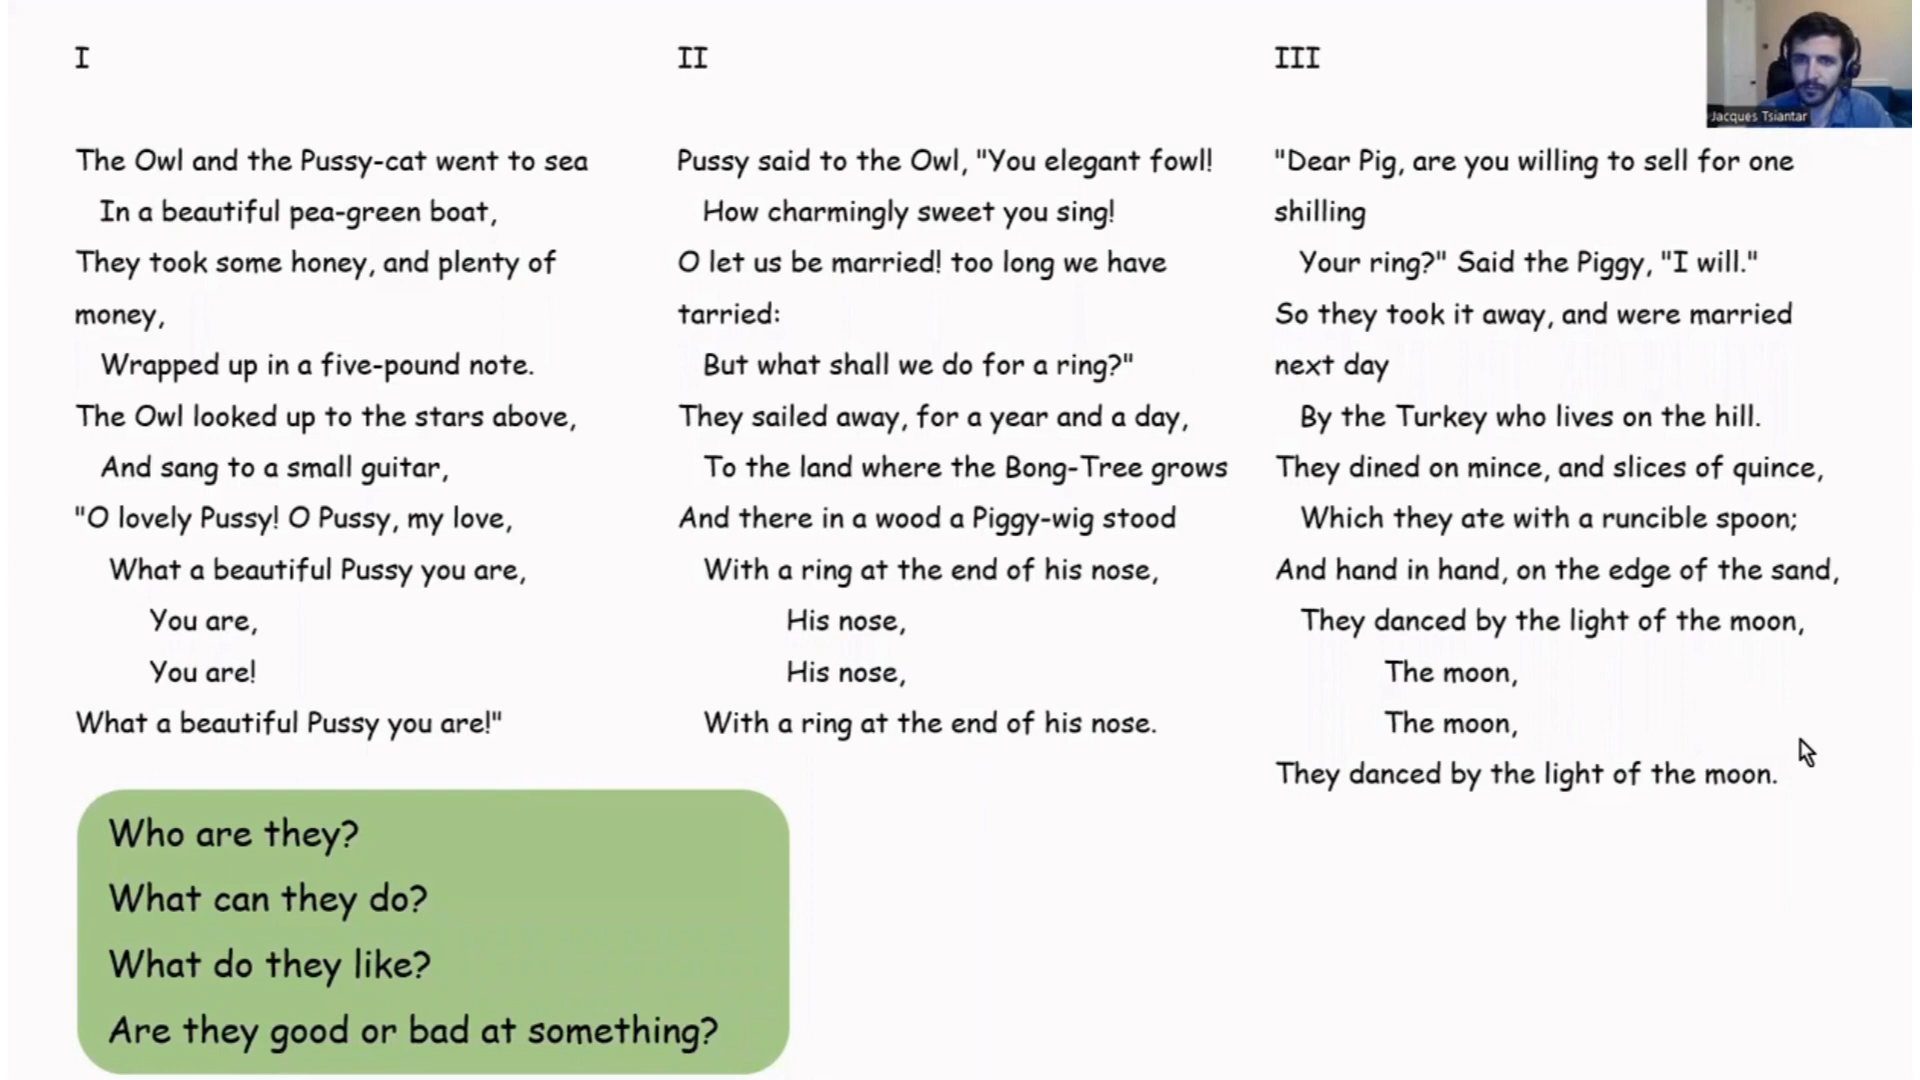 I
The Owl and the Pussy-cat went to sea
In a beautiful pea-green boat,
They took some honey, and plenty of
money,
Wrapped up in a five-pound note.
The Owl looked up to the stars above,
And sang to a small guitar,
"O lovely Pussy! O Pussy, my love,
What a beautiful Pussy you are,
You are,
You are!
What a beautiful Pussy you are!"
II
Pussy said to the Owl, "You elegant fowl!
How charmingly sweet you sing!
O let us be married! too long we have
tarried:
But what shall we do for a ring?"
They sailed away, for a year and a day,
To the land where the Bong-Tree grows
And there in a wood a Piggy-wig stood
With a ring at the end of his nose,
His nose,
His nose,
With a ring at the end of his nose.
III
"Dear Pig, are you willing to sell for one
shilling
Your ring?" Said the Piggy, "I will."
So they took it away, and were married
next day
By the Turkey who lives on the hill.
They dined on mince, and slices of quince,
Which they ate with a runcible spoon;
And hand in hand, on the edge of the sand,
They danced by the light of the moon,
The moon,
The moon,
They danced by the light of the moon.
Jacques Tsiantar
Who are they?
What can they do?
What do they like?
Are they good or bad at something?